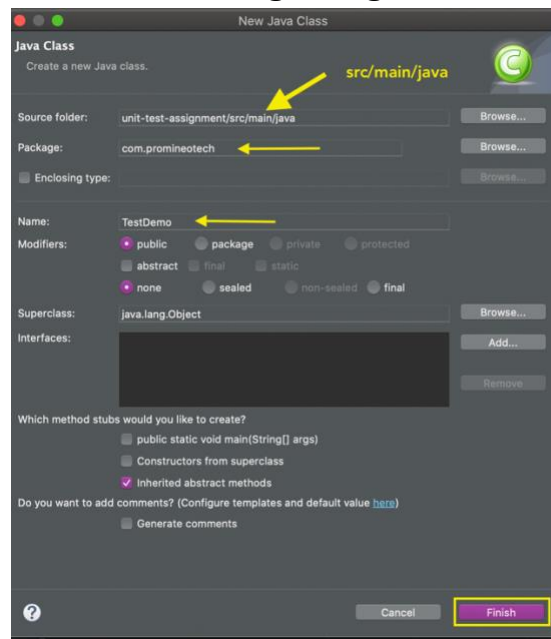 New Java Class
Java Class
Create a new Java class.
src/main/java
Source folder: unit-test-assignment/src/main/java Browse...
Package: com.promineotech Browse...
Enclosing type: Browse...
Name: TestDemo
Modifiers: public package private protected
abstract final static
none sealed non-sealed final
Superclass: java.lang.Object Browse...
Interfaces: Add...
Remove
Which method stubs would you like to create?
public static void main(String[] args)
Constructors from superclass
Inherited abstract methods
Do you want to add comments? (Configure templates and default value here)
Generate comments
? Cancel Finish